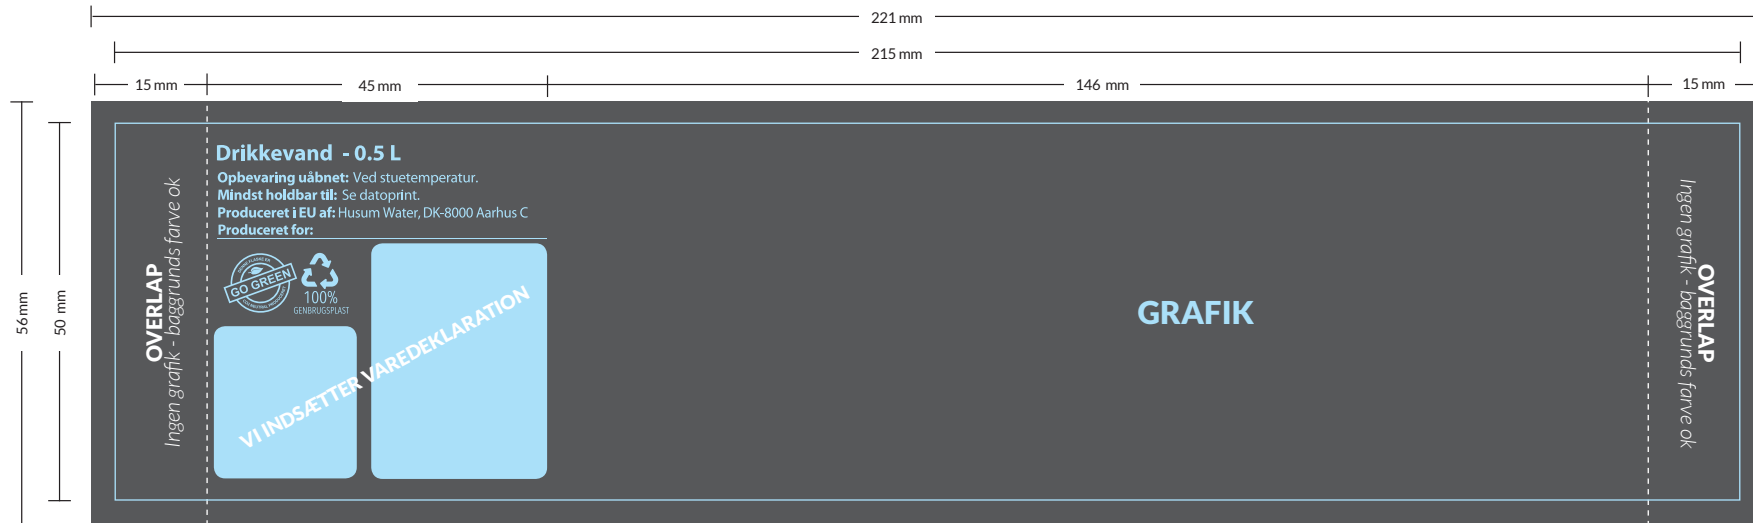 221 mm
215 mm
15 mm
45 mm
146 mm
15 mm
56 mm
50 mm
OVERLAP
Ingen grafik - baggrunds farve ok
Drikkevand - 0.5 L
Opbevaring uåbnet: Ved stuetemperatur.
Mindst holdbar til: Se datoprint.
Produceret i EU af: Husum Water, DK-8000 Aarhus C
Produceret for:
GO GREEN
100%
GENBRUGSPLAST
VI INDSÆTTER VAREDEKLARATION
GRAFIK
OVERLAP
Ingen grafik - baggrunds farve ok